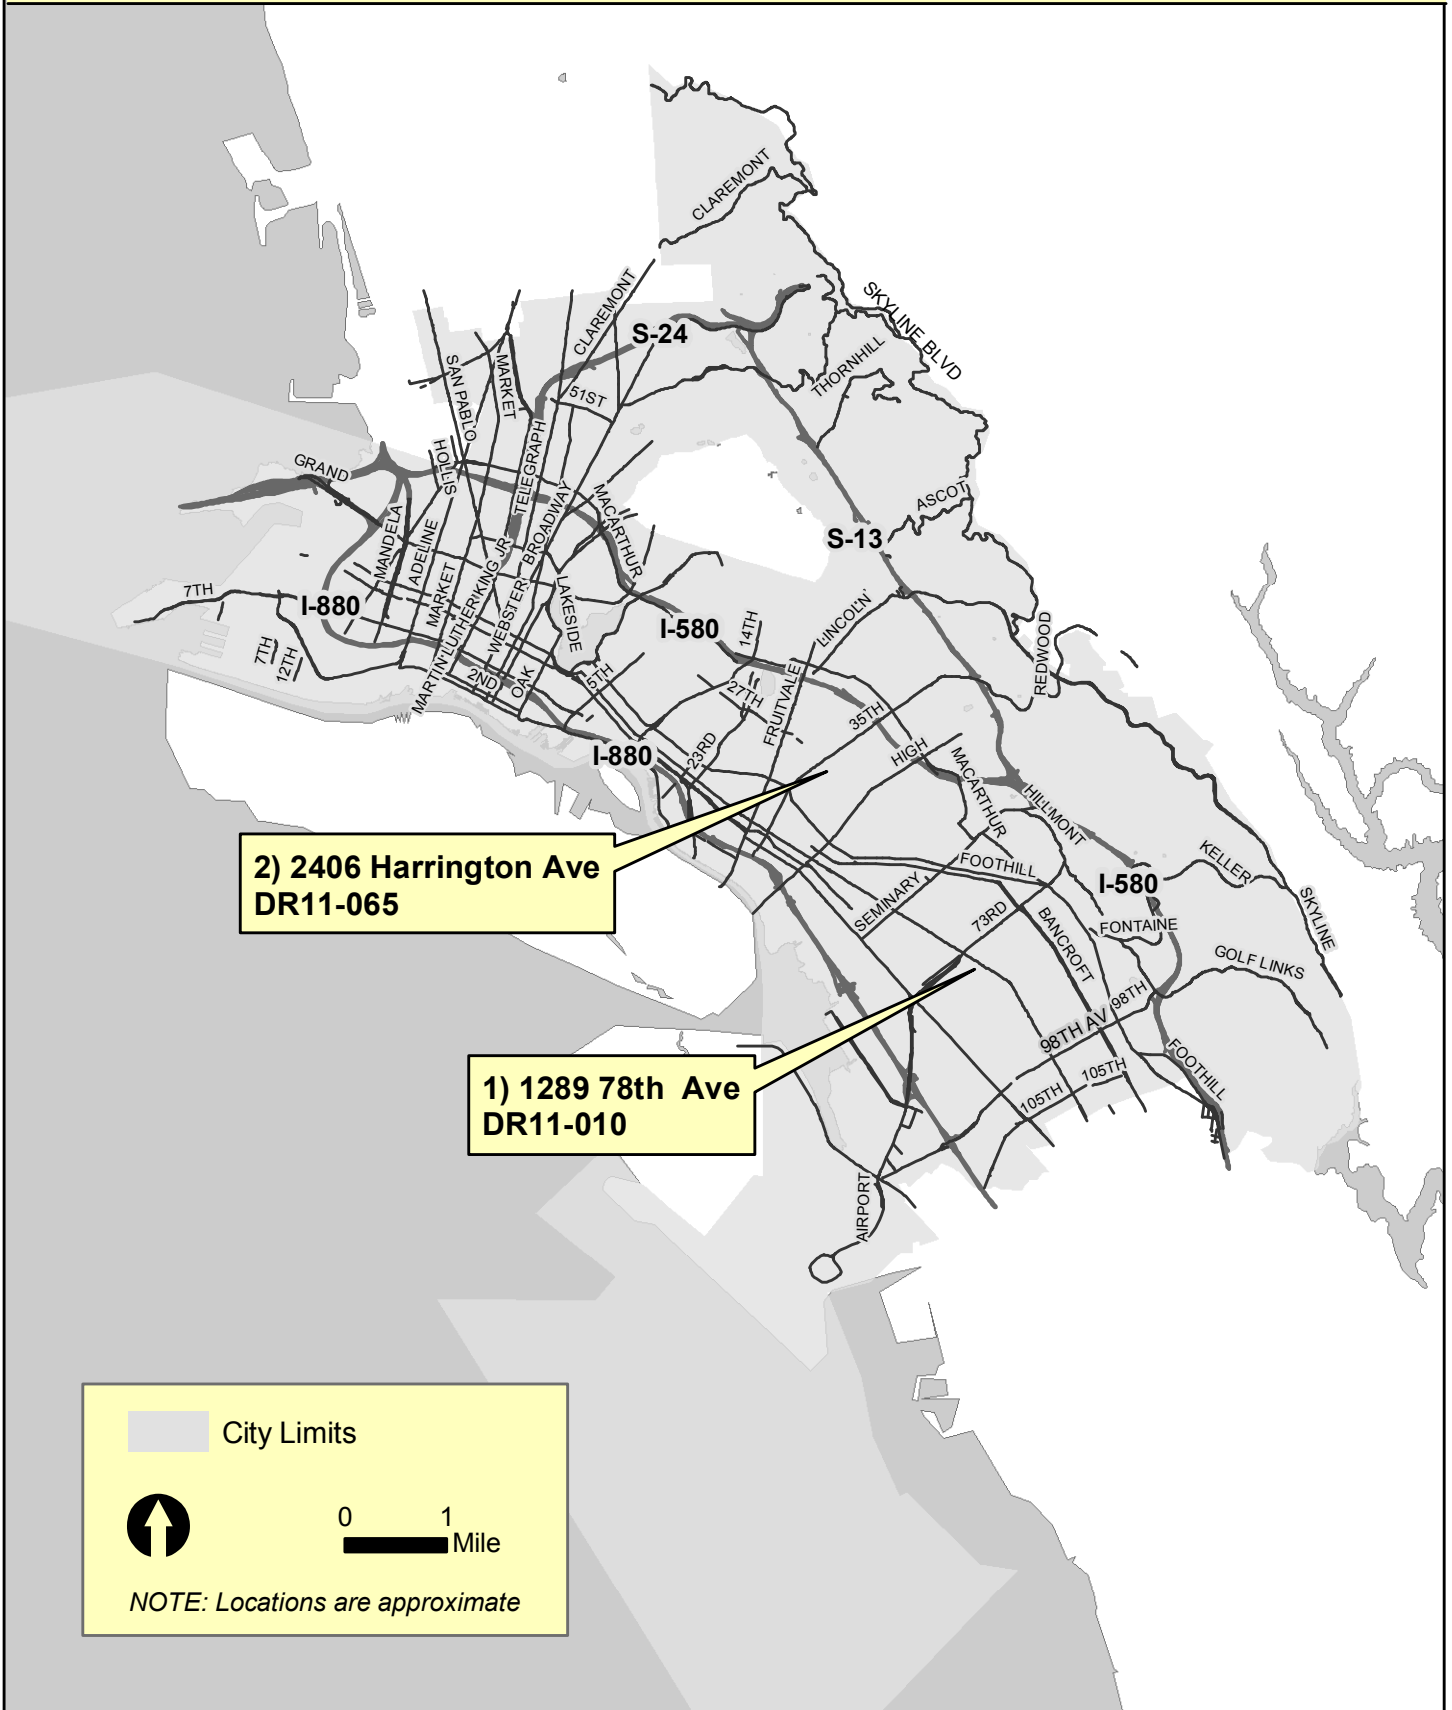 CLAREMONT
SKYLINE BLVD
CLAREMONT
S-24
THORNHILL
SAN PABLO
MARKET
51ST
TELEGRAPH
HOLLIS
GRAND
MACARTHUR
BROADWAY
ASCOT
MANDELA
ADELINE
S-13
MARKET
MARTIN LUTHER KING JR
WEBSTER
LAKESIDE
7TH
I-880
I-580
14TH
LINCOLN
REDWOOD
7TH
12TH
2ND
OAK
5TH
27TH
FRUITVALE
35TH
I-880
23RD
HIGH
MACARTHUR
HILLMONT
2) 2406 Harrington Ave
DR11-065
FOOTHILL
KELLER
I-580
SEMINARY
73RD
BANCROFT
FONTAINE
SKYLINE
GOLF LINKS
98TH
98TH AV
1) 1289 78th Ave
DR11-010
105TH
105TH
FOOTHILL
AIRPORT
City Limits
0 1
Mile
NOTE: Locations are approximate